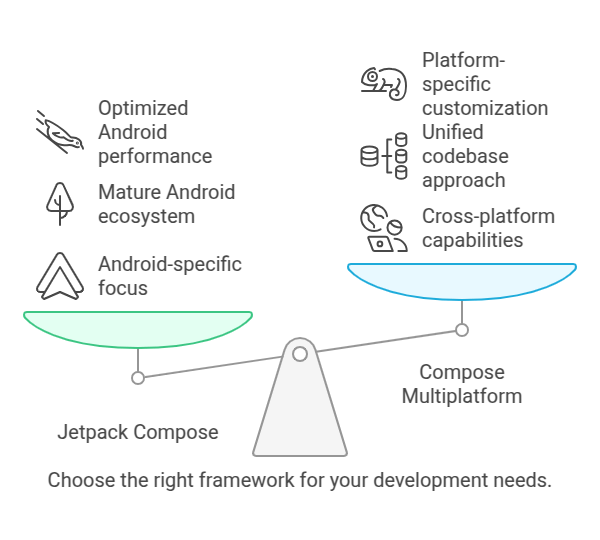 Optimized
Android
performance
Mature Android
ecosystem
Android-specific
focus
Jetpack Compose
Platform-
specific
customization
Unified
codebase
approach
Cross-platform
capabilities
Compose
Multiplatform
Choose the right framework for your development needs.